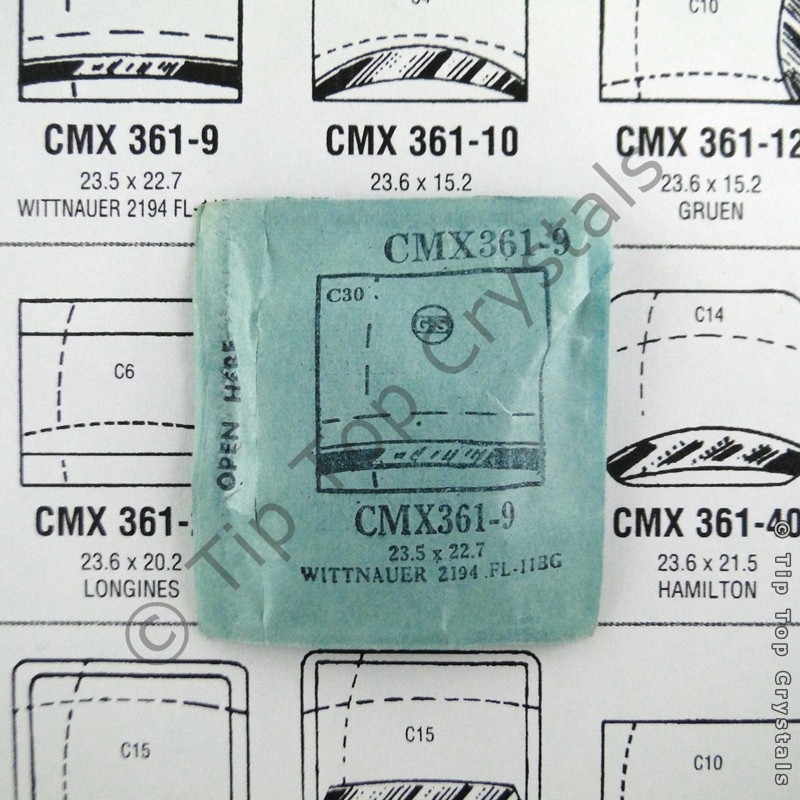 C10
CMX 361-9
CMX 361-10
CMX 361-12
23.5 x 22.7
23.6 x 15.2
23.6 x 15.2
WITTNAUER 2194
GRUEN
CMX361-9
C30
GS
OPEN HERE
CMX361-9
23.5 x 22.7
WITTNAUER 2194 FL-11BG
C6
C14
CMX 361-
CMX 361-40
23.6 x 20.2
23.6 x 21.5
LONGINES
HAMILTON
C15
C15
C10
© Tip Top Crystals
© Tip Top Crystals